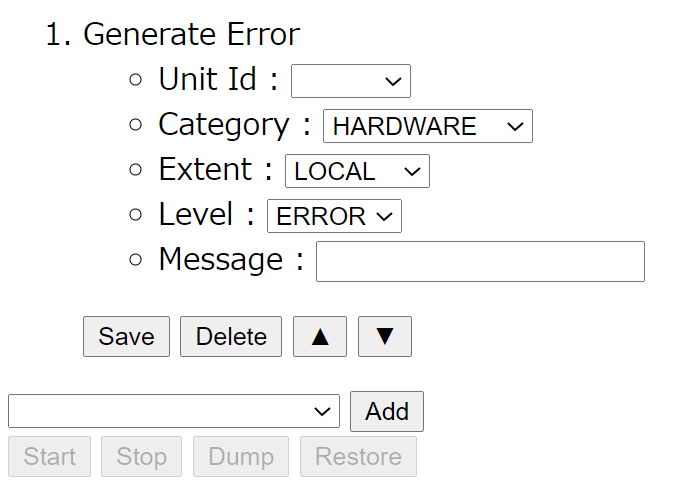 1. Generate Error
Unit Id :
Category : HARDWARE
Extent : LOCAL
Level : ERROR
Message :
Save Delete ▲ ▼
Add
Start Stop Dump Restore